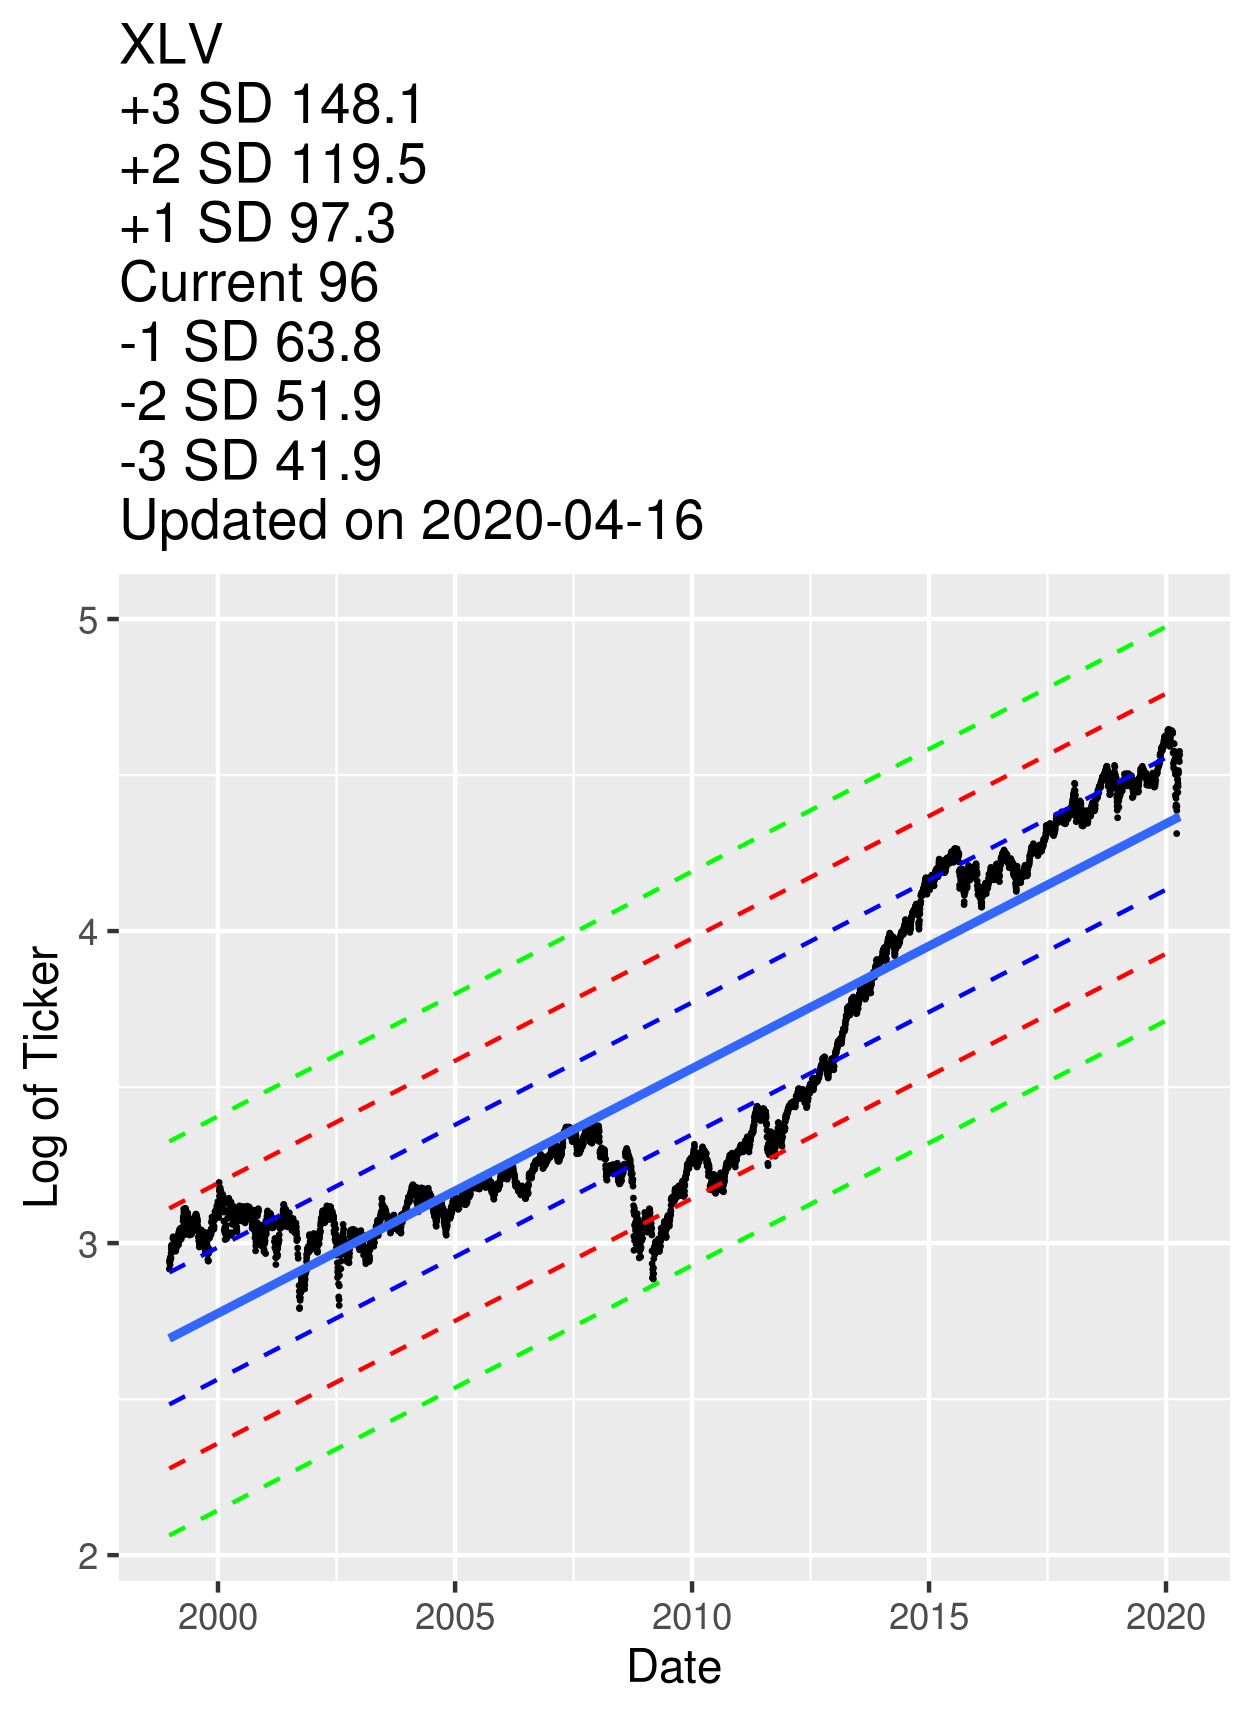 XLV
+3 SD 148.1
+2 SD 119.5
+1 SD 97.3
Current 96
-1 SD 63.8
-2 SD 51.9
-3 SD 41.9
Updated on 2020-04-16
5
4
3
2
Log of Ticker
2000 2005 2010 2015 2020
Date